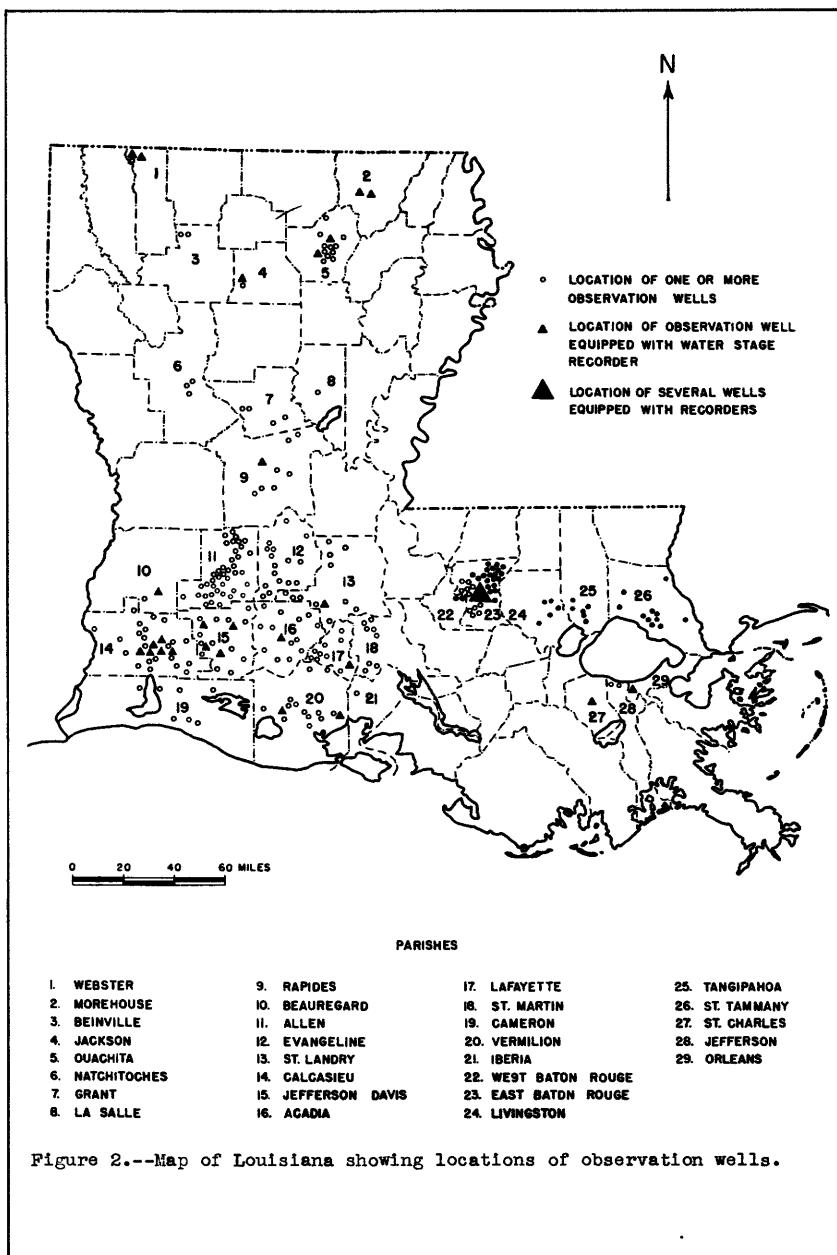 N
LOCATION OF ONE OR MORE
OBSERVATION WELLS
LOCATION OF OBSERVATION WELL
EQUIPPED WITH WATER STAGE
RECORDER
LOCATION OF SEVERAL WELLS
EQUIPPED WITH RECORDERS
1
2
3
4
5
6
7
8
9
10
11
12
13
14
15
16
17
18
19
20
21
22
23
24
25
26
27
28
29
0 20 40 60 MILES
PARISHES
1. WEBSTER
2. MOREHOUSE
3. BEINVILLE
4. JACKSON
5. OUACHITA
6. NATCHITOCHES
7. GRANT
8. LA SALLE
9. RAPIDES
10. BEAUREGARD
11. ALLEN
12. EVANGELINE
13. ST. LANDRY
14. CALCASIEU
15. JEFFERSON DAVIS
16. ACADIA
17. LAFAYETTE
18. ST. MARTIN
19. CAMERON
20. VERMILION
21. IBERIA
22. WEST BATON ROUGE
23. EAST BATON ROUGE
24. LIVINGSTON
25. TANGIPAHOA
26. ST. TAMMANY
27. ST. CHARLES
28. JEFFERSON
29. ORLEANS
Figure 2.--Map of Louisiana showing locations of observation wells.